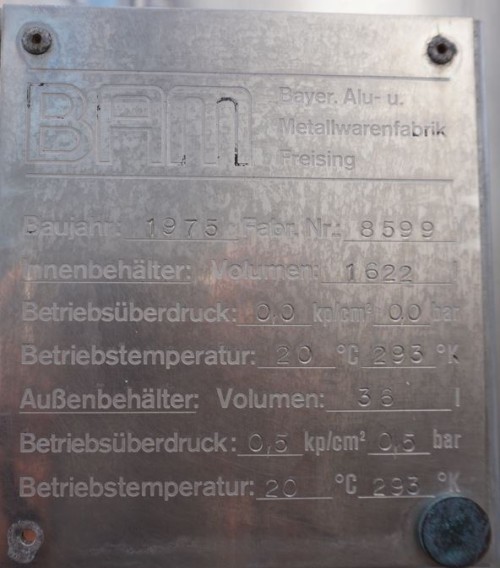 BAM
Bayer. Alu- u.
Metallwarenfabrik
Freising
Baujahr: 1975 Fabr. Nr.: 8599
Innenbehälter: Volumen: 1622 l
Betriebsüberdruck: 0,0 kp/cm² 0,0 bar
Betriebstemperatur: 20 °C 293 °K
Außenbehälter: Volumen: 36 l
Betriebsüberdruck: 0,5 kp/cm² 0,5 bar
Betriebstemperatur: 20 °C 293 °K